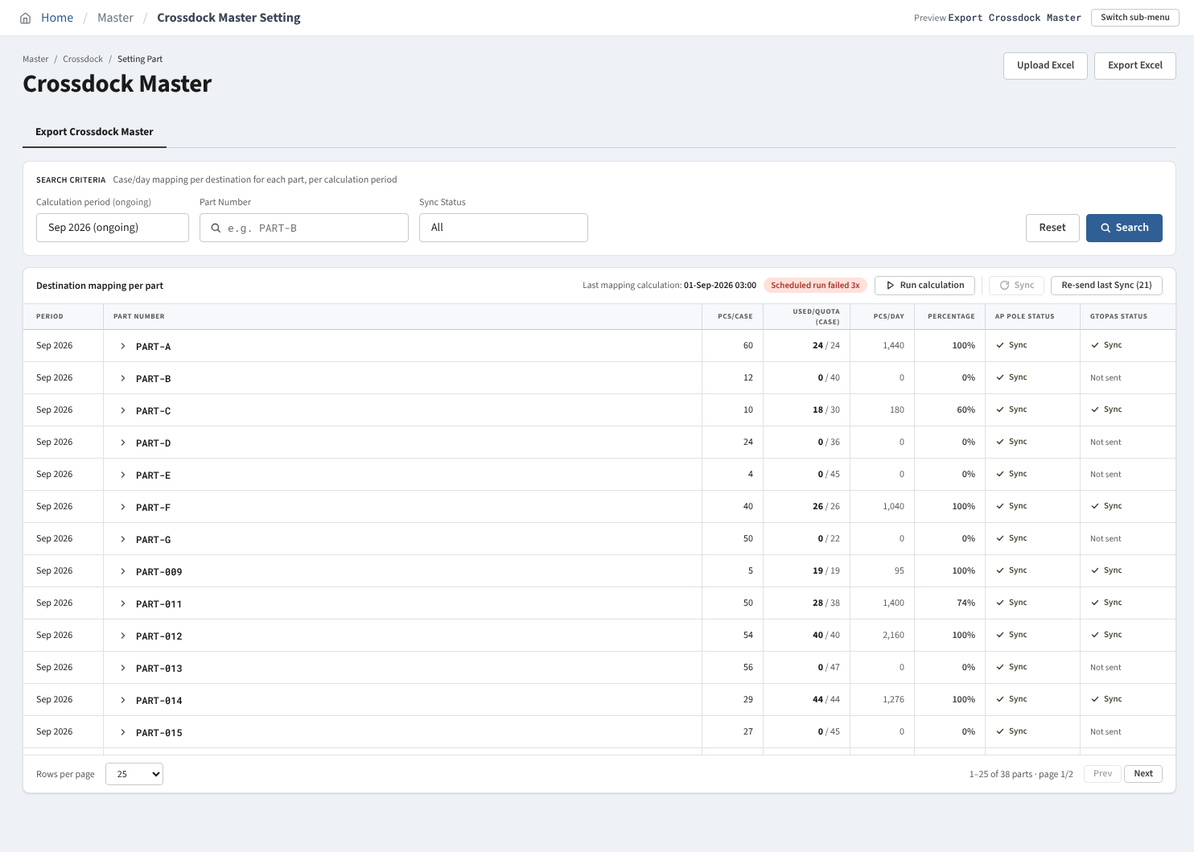 Home / Master / Crossdock Master Setting
Preview Export Crossdock Master Switch sub-menu
Master / Crossdock / Setting Part
Crossdock Master
Upload Excel Export Excel
Export Crossdock Master
SEARCH CRITERIA Case/day mapping per destination for each part, per calculation period
Calculation period (ongoing) Part Number Sync Status
Sep 2026 (ongoing) e.g. PART-B All Reset Search
Destination mapping per part Last mapping calculation: 01-Sep-2026 03:00 Scheduled run failed 3x Run calculation Sync Re-send last Sync (21)
PERIOD PART NUMBER PCS/CASE USED/QUOTA (CASE) PCS/DAY PERCENTAGE AP POLE STATUS GTOPAS STATUS
Sep 2026 PART-A 60 24 / 24 1,440 100% Sync Sync
Sep 2026 PART-B 12 0 / 40 0 0% Sync Not sent
Sep 2026 PART-C 10 18 / 30 180 60% Sync Sync
Sep 2026 PART-D 24 0 / 36 0 0% Sync Not sent
Sep 2026 PART-E 4 0 / 45 0 0% Sync Not sent
Sep 2026 PART-F 40 26 / 26 1,040 100% Sync Sync
Sep 2026 PART-G 50 0 / 22 0 0% Sync Not sent
Sep 2026 PART-009 5 19 / 19 95 100% Sync Sync
Sep 2026 PART-011 50 28 / 38 1,400 74% Sync Sync
Sep 2026 PART-012 54 40 / 40 2,160 100% Sync Sync
Sep 2026 PART-013 56 0 / 47 0 0% Sync Not sent
Sep 2026 PART-014 29 44 / 44 1,276 100% Sync Sync
Sep 2026 PART-015 27 0 / 45 0 0% Sync Not sent
Rows per page 25 1–25 of 38 parts · page 1/2 Prev Next